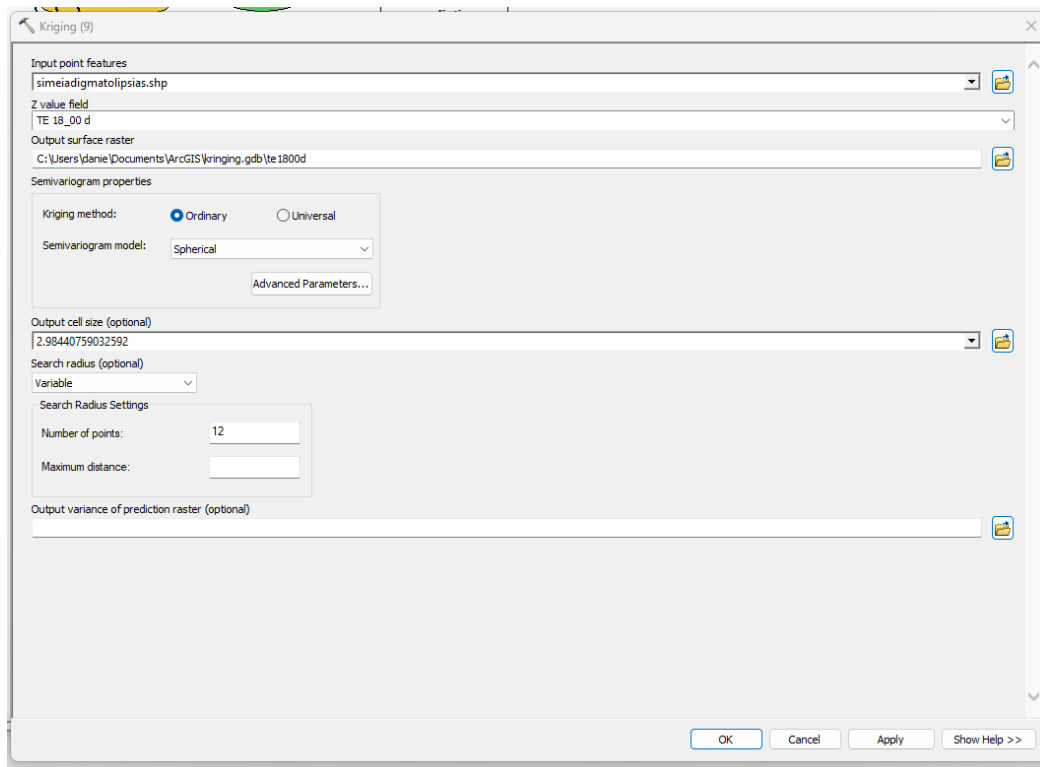 Kriging (9)
Input point features
simeiadigmatolipsias.shp
Z value field
TE 18_00 d
Output surface raster
C:\Users\danie\Documents\ArcGIS\kringing.gdb\te1800d
Semivariogram properties
Kriging method: Ordinary Universal
Semivariogram model: Spherical
Advanced Parameters...
Output cell size (optional)
2.98440759032592
Search radius (optional)
Variable
Search Radius Settings
Number of points: 12
Maximum distance:
Output variance of prediction raster (optional)
OK Cancel Apply Show Help >>